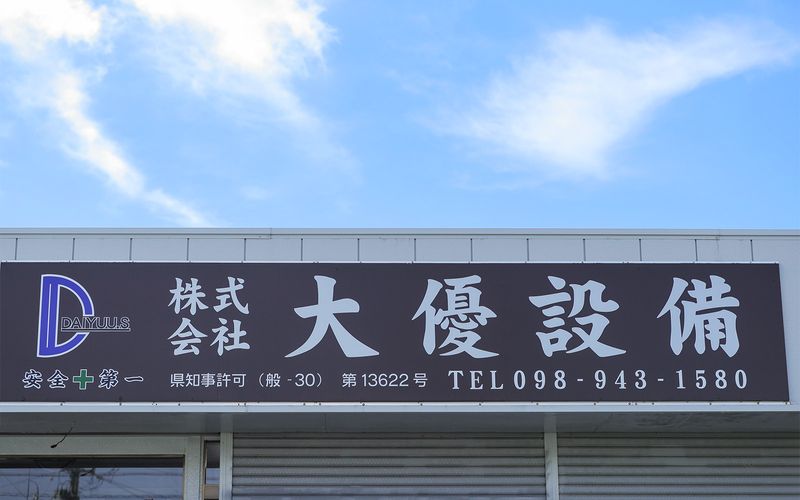 DAIYUU.S
株式
会社
大優設備
安全 第一
県知事許可(般-30) 第13622号
TEL098-943-1580